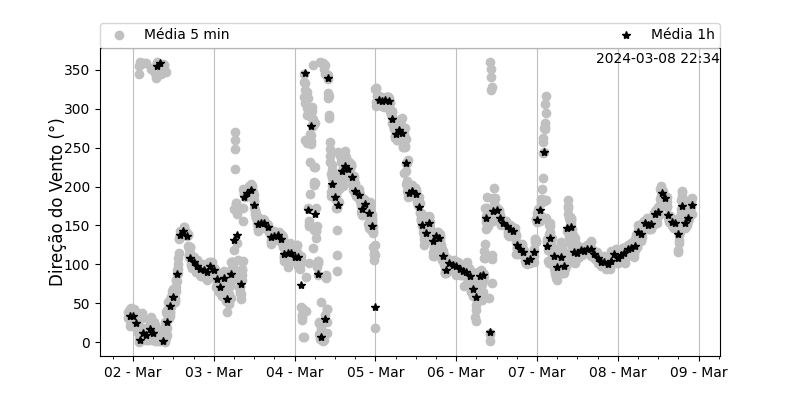 Média 5 min
Média 1h
2024-03-08 22:34
Direção do Vento (°)
350
300
250
200
150
100
50
0
02 - Mar
03 - Mar
04 - Mar
05 - Mar
06 - Mar
07 - Mar
08 - Mar
09 - Mar